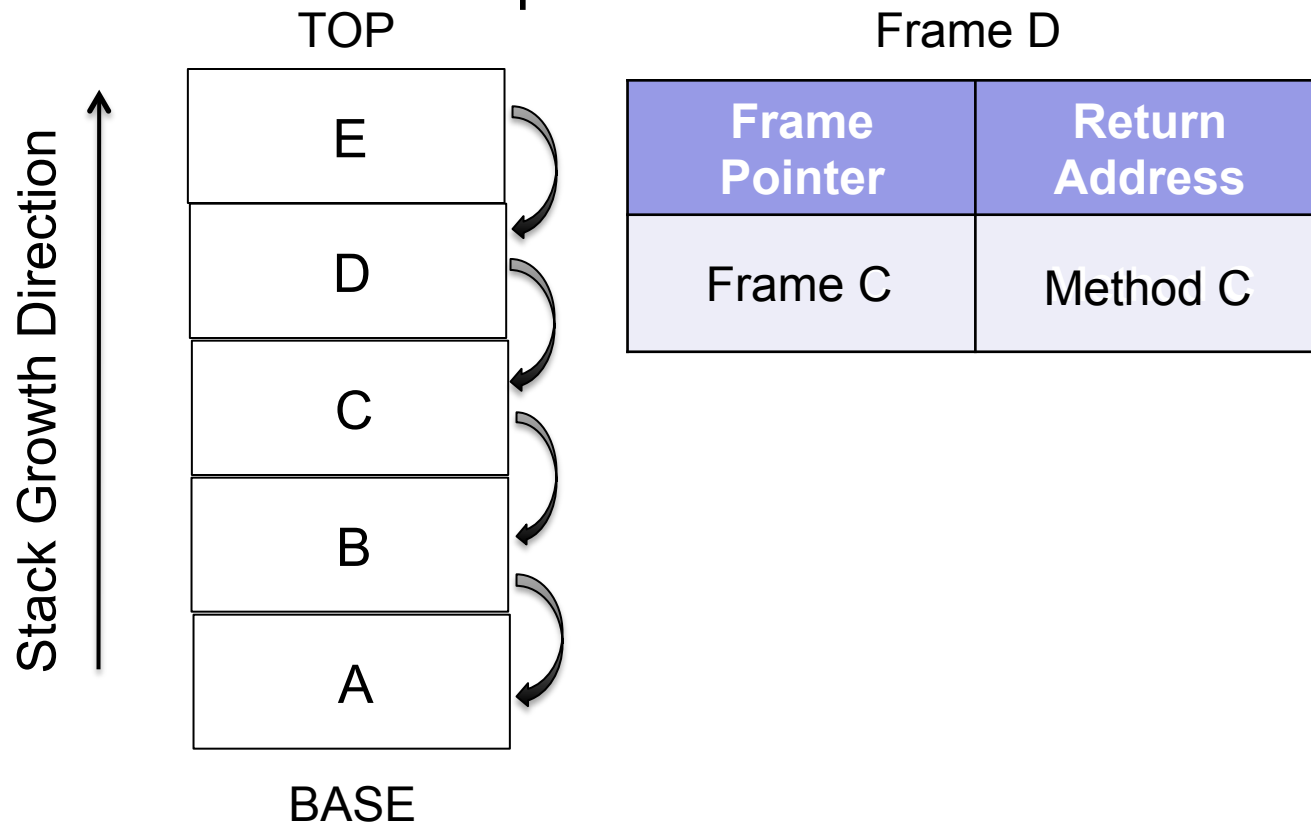 TOP
Frame D
Stack Growth Direction
E
D
C
B
A
BASE
Frame
Pointer
Return
Address
Frame C
Method C